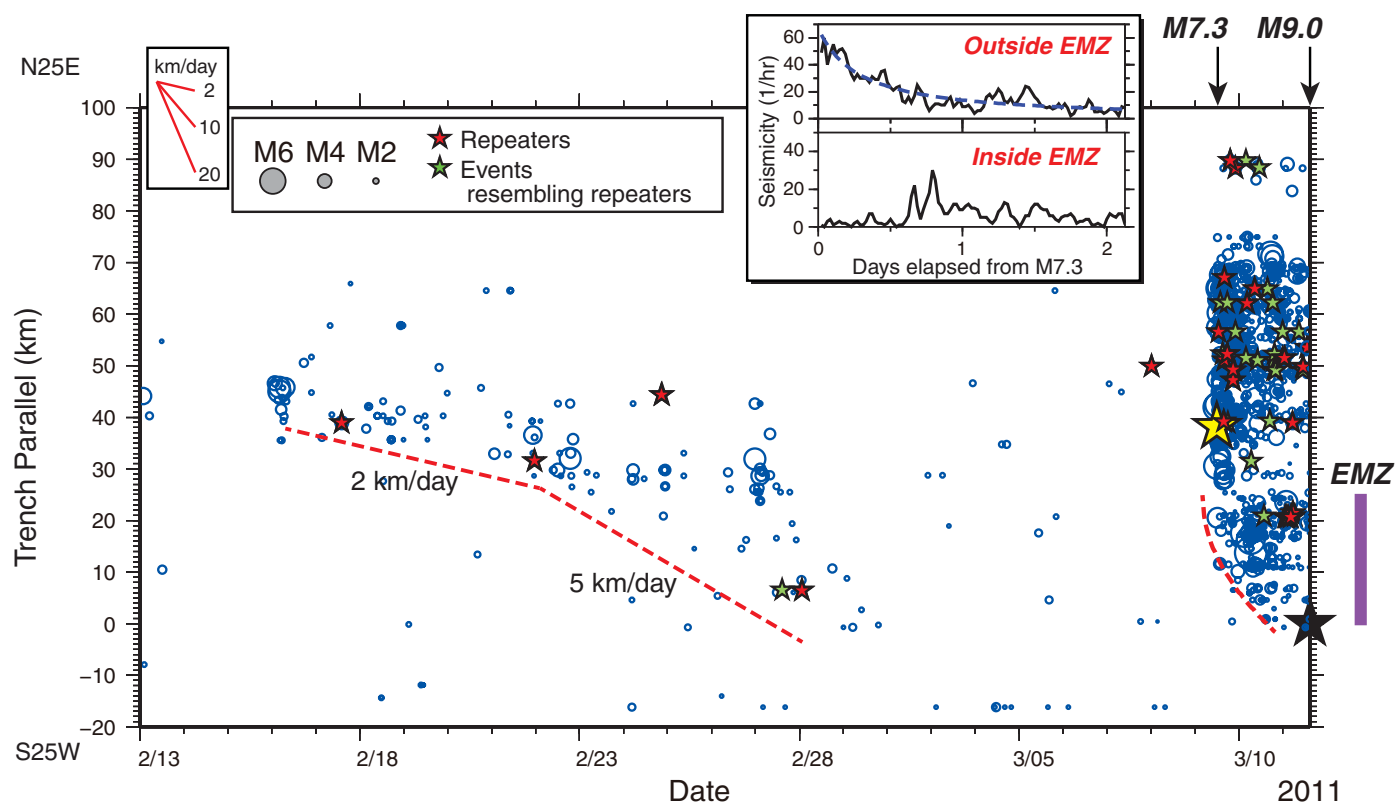 M7.3 M9.0
N25E
km/day
2
10
20
M6 M4 M2
Repeaters
Events
resembling repeaters
Outside EMZ
60
40
20
0
Inside EMZ
40
20
0
Seismicity (1/hr)
0 1 2
Days elapsed from M7.3
100
90
80
70
60
50
40
30
20
10
0
−10
−20
Trench Parallel (km)
2 km/day
5 km/day
EMZ
S25W
2/13 2/18 2/23 2/28 3/05 3/10
Date
2011